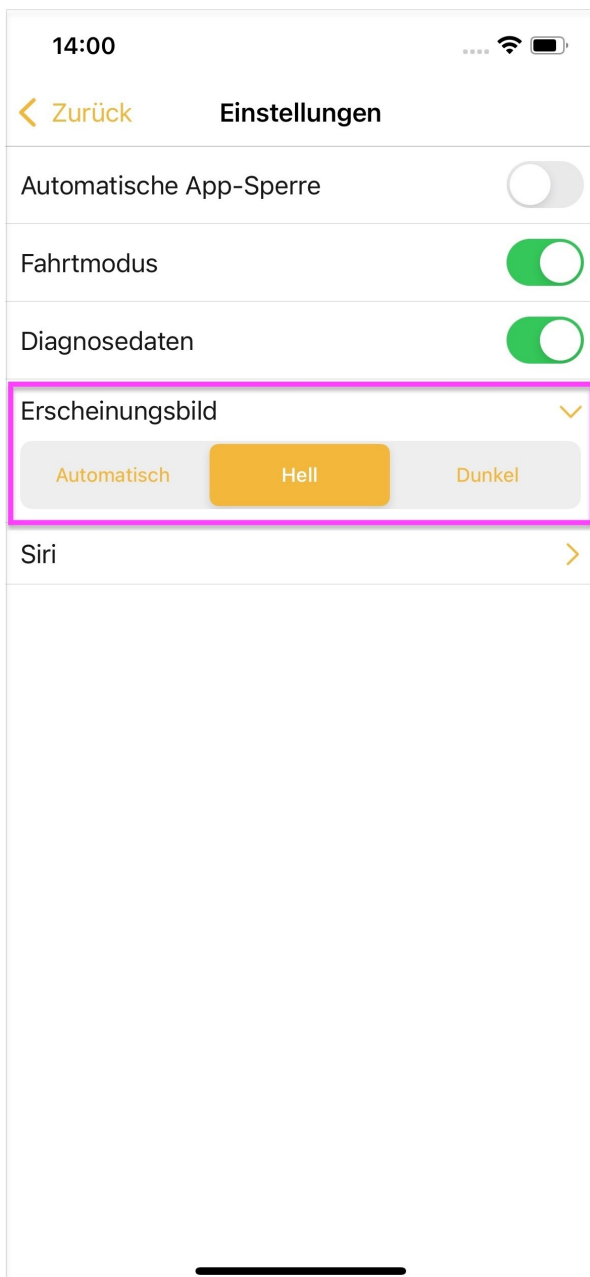 14:00
Zurück Einstellungen
Automatische App-Sperre
Fahrtmodus
Diagnosedaten
Erscheinungsbild
Automatisch Hell Dunkel
Siri